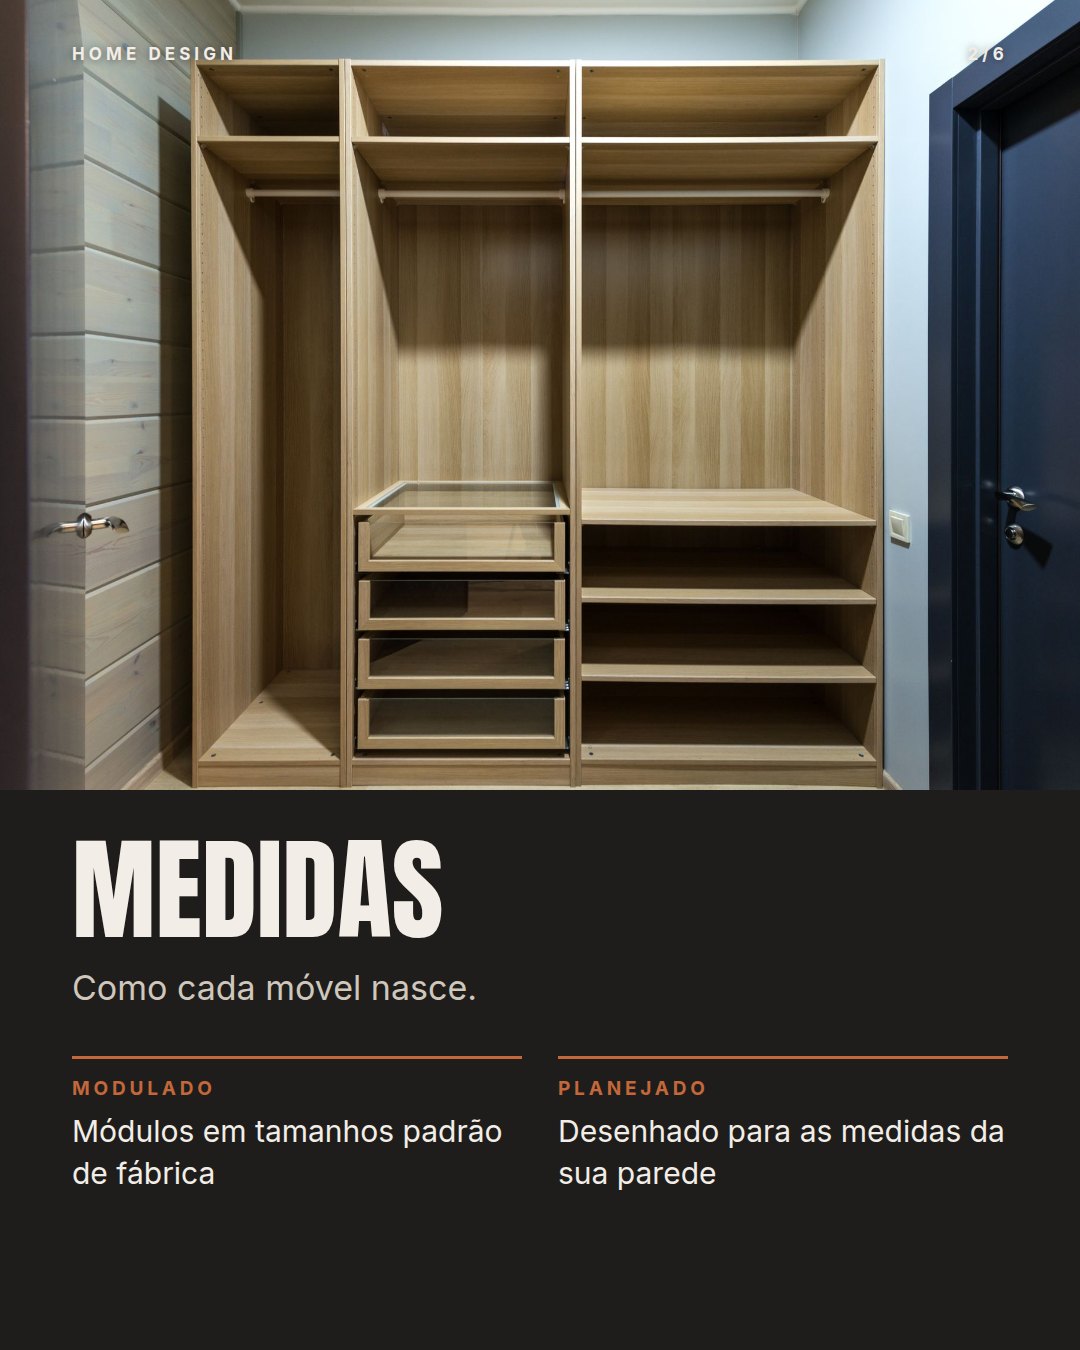 HOME DESIGN
2/6
MEDIDAS
Como cada móvel nasce.
MODULADO
Módulos em tamanhos padrão
de fábrica
PLANEJADO
Desenhado para as medidas da
sua parede